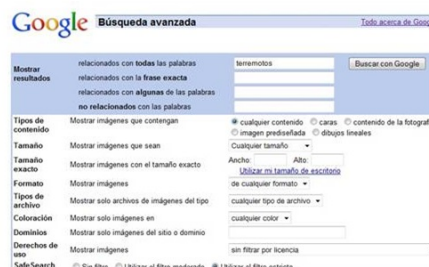 Google Búsqueda avanzada Todo acerca de Goog
Mostrar resultados
relacionados con todas las palabras terremotos Buscar con Google
relacionados con la frase exacta
relacionados con algunas de las palabras
no relacionados con las palabras
Tipos de contenido Mostrar imágenes que contengan cualquier contenido caras contenido de la fotograf
imagen prediseñada dibujos lineales
Tamaño Mostrar imágenes que sean Cualquier tamaño
Tamaño exacto Mostrar imágenes con el tamaño exacto Ancho: Alto:
Utilizar mi tamaño de escritorio
Formato Mostrar imágenes de cualquier formato
Tipos de archivo Mostrar solo archivos de imágenes del tipo cualquier tipo de archivo
Coloración Mostrar solo imágenes en cualquier color
Dominios Mostrar solo imágenes del sitio o dominio
Derechos de uso Mostrar imágenes sin filtrar por licencia
SafeSearch Sin filtro Utilizar el filtro moderado Utilizar el filtro estricto